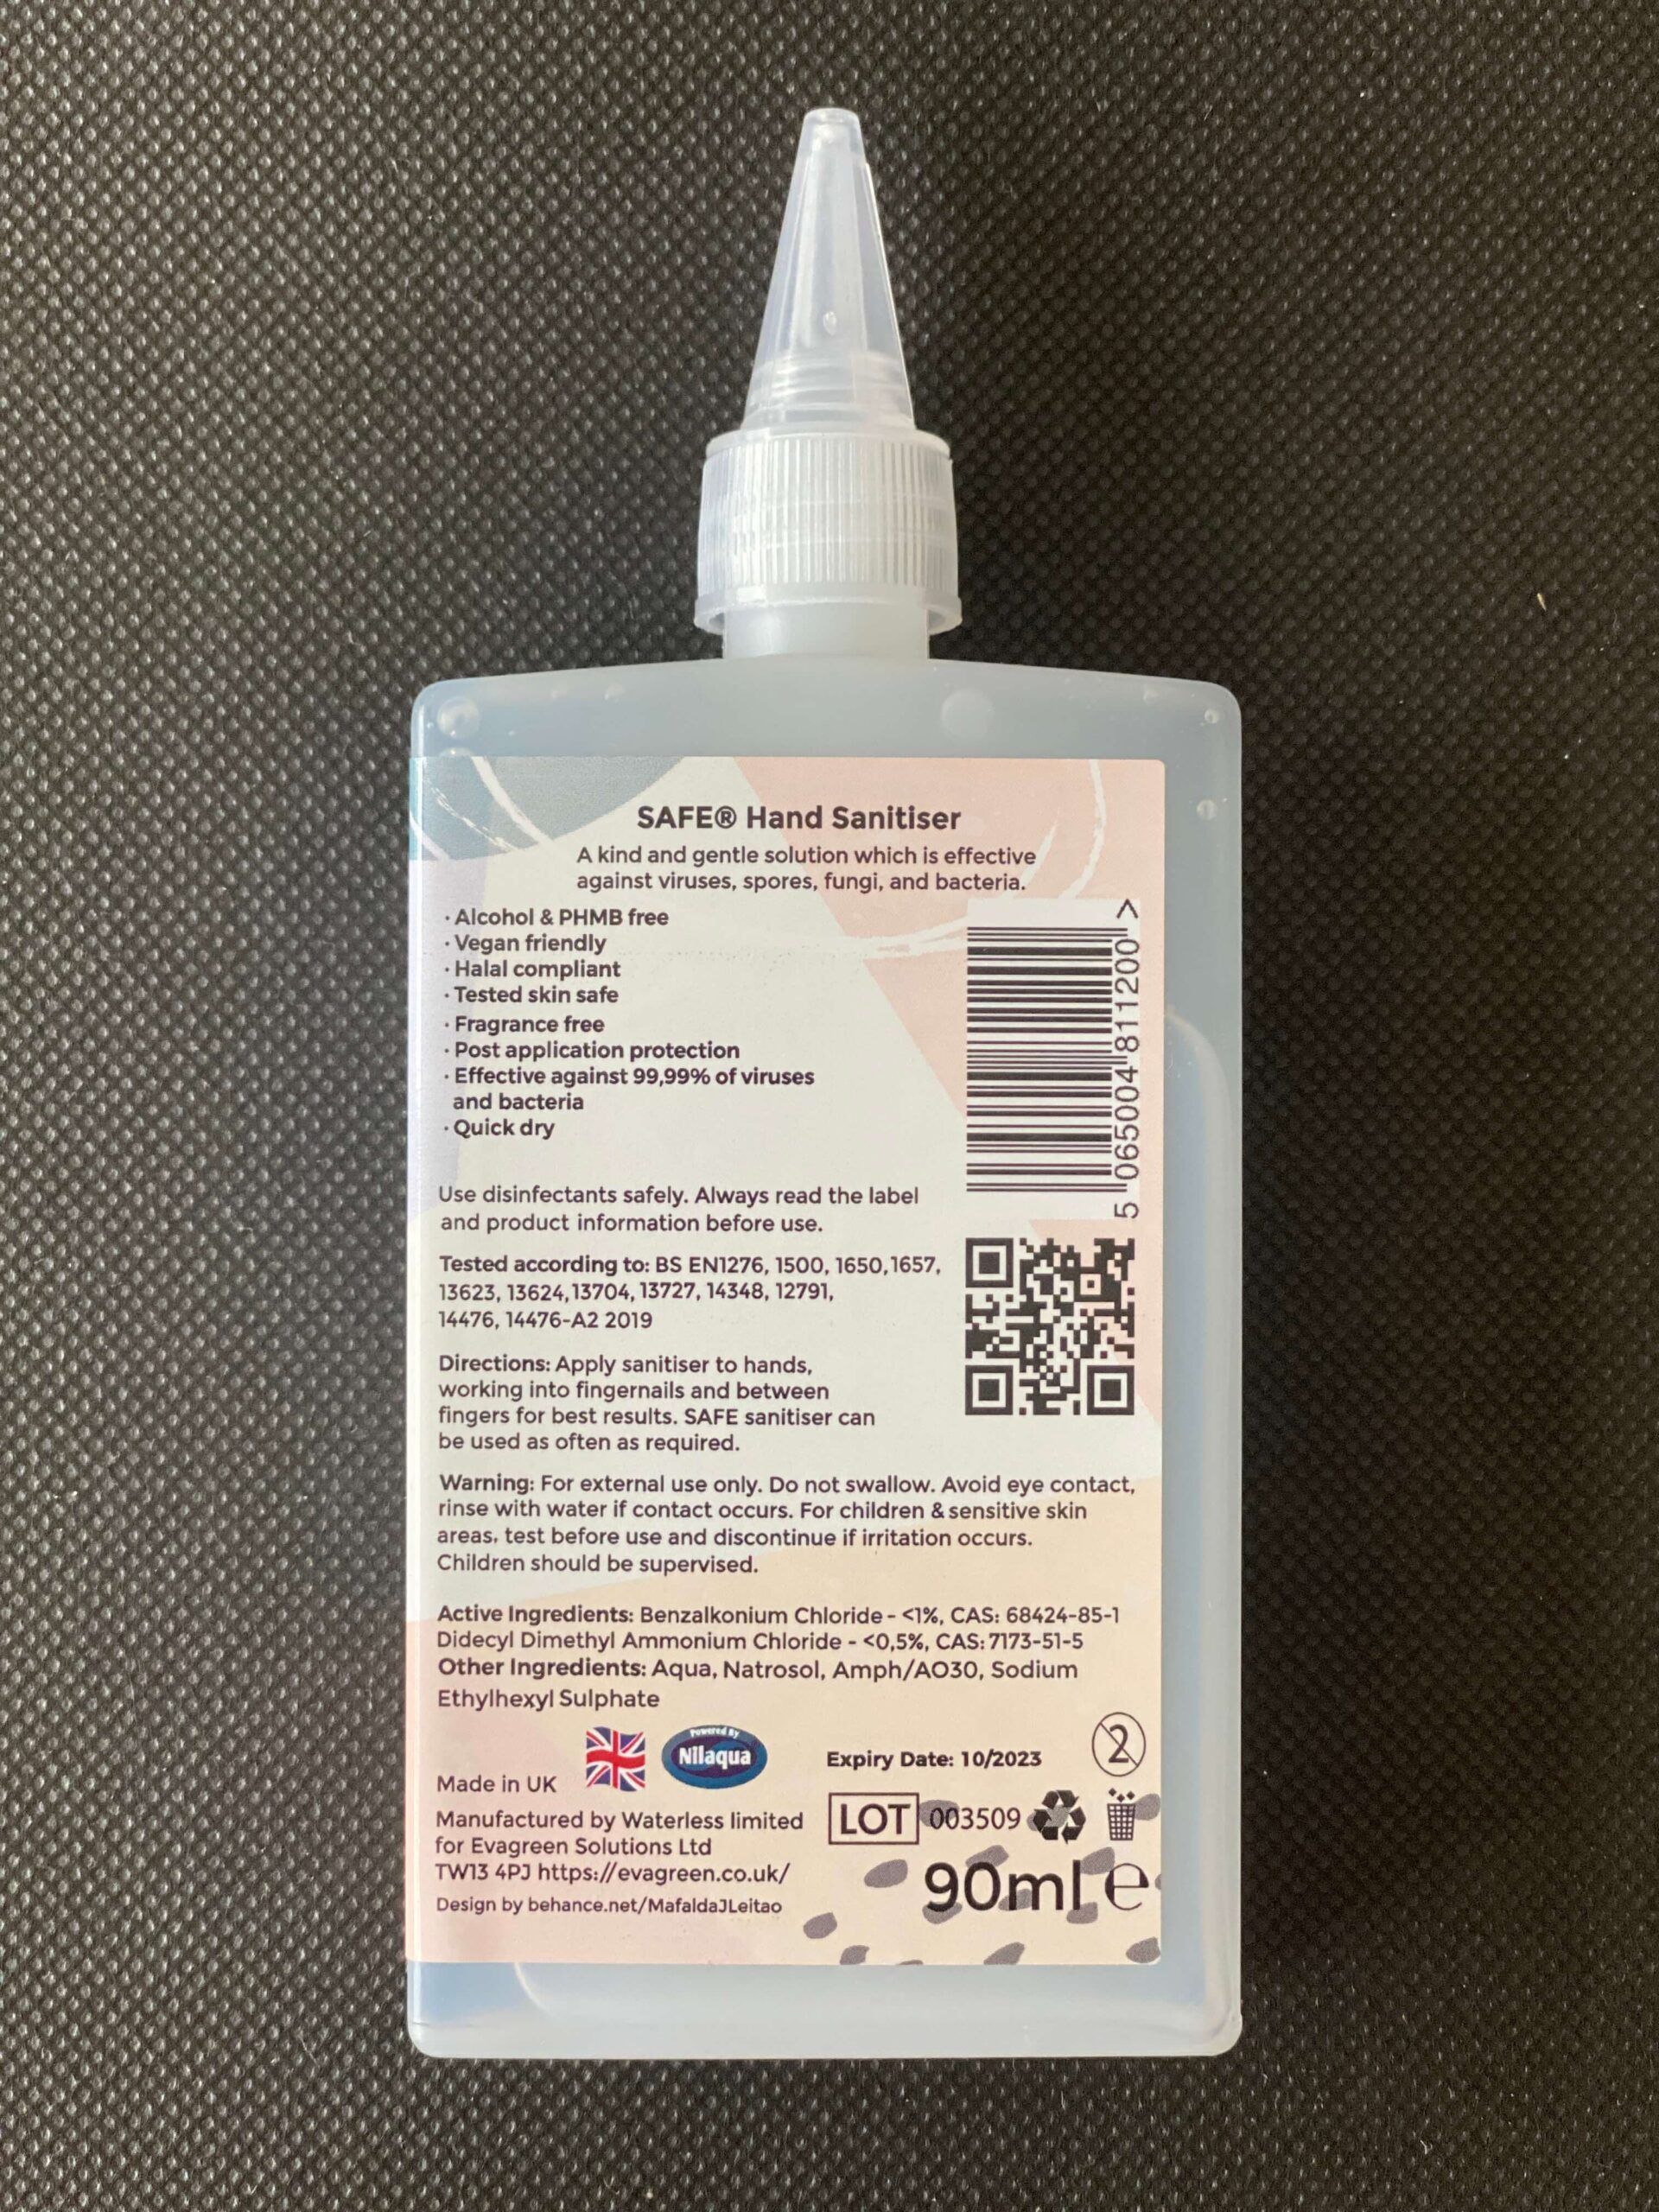 SAFE® Hand Sanitiser
A kind and gentle solution which is effective
against viruses, spores, fungi, and bacteria.
· Alcohol & PHMB free
· Vegan friendly
· Halal compliant
· Tested skin safe
· Fragrance free
· Post application protection
· Effective against 99,99% of viruses
and bacteria
· Quick dry
5 065004 811200 >
Use disinfectants safely. Always read the label
and product information before use.
Tested according to: BS EN1276, 1500, 1650,1657,
13623, 13624,13704, 13727, 14348, 12791,
14476, 14476-A2 2019
Directions: Apply sanitiser to hands,
working into fingernails and between
fingers for best results. SAFE sanitiser can
be used as often as required.
Warning: For external use only. Do not swallow. Avoid eye contact,
rinse with water if contact occurs. For children & sensitive skin
areas, test before use and discontinue if irritation occurs.
Children should be supervised.
Active Ingredients: Benzalkonium Chloride - <1%, CAS: 68424-85-1
Didecyl Dimethyl Ammonium Chloride - <0,5%, CAS: 7173-51-5
Other Ingredients: Aqua, Natrosol, Amph/AO30, Sodium
Ethylhexyl Sulphate
Powered By
Nilaqua
Expiry Date: 10/2023
2
Made in UK
LOT 003509
Manufactured by Waterless limited
for Evagreen Solutions Ltd
TW13 4PJ https://evagreen.co.uk/
Design by behance.net/MafaldaJLeitao
90ml e